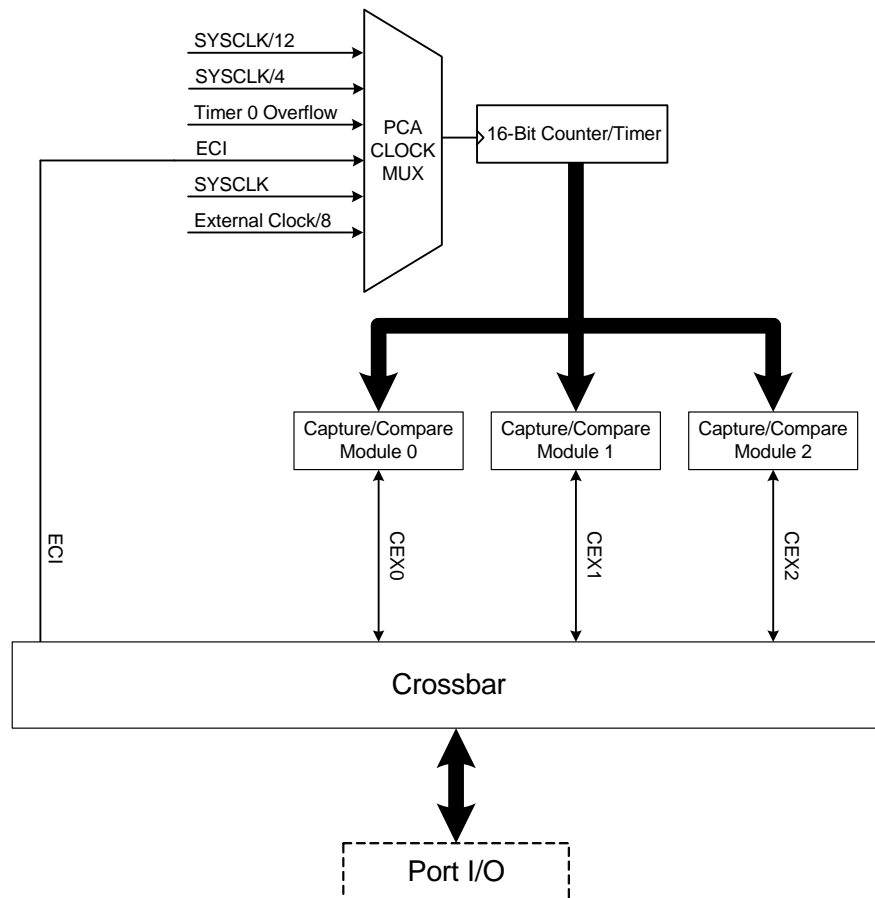 SYSCLK/12
SYSCLK/4
Timer 0 Overflow
ECI
SYSCLK
External Clock/8
PCA
CLOCK
MUX
16-Bit Counter/Timer
Capture/Compare
Module 0
Capture/Compare
Module 1
Capture/Compare
Module 2
ECI
CEX0
CEX1
CEX2
Crossbar
Port I/O